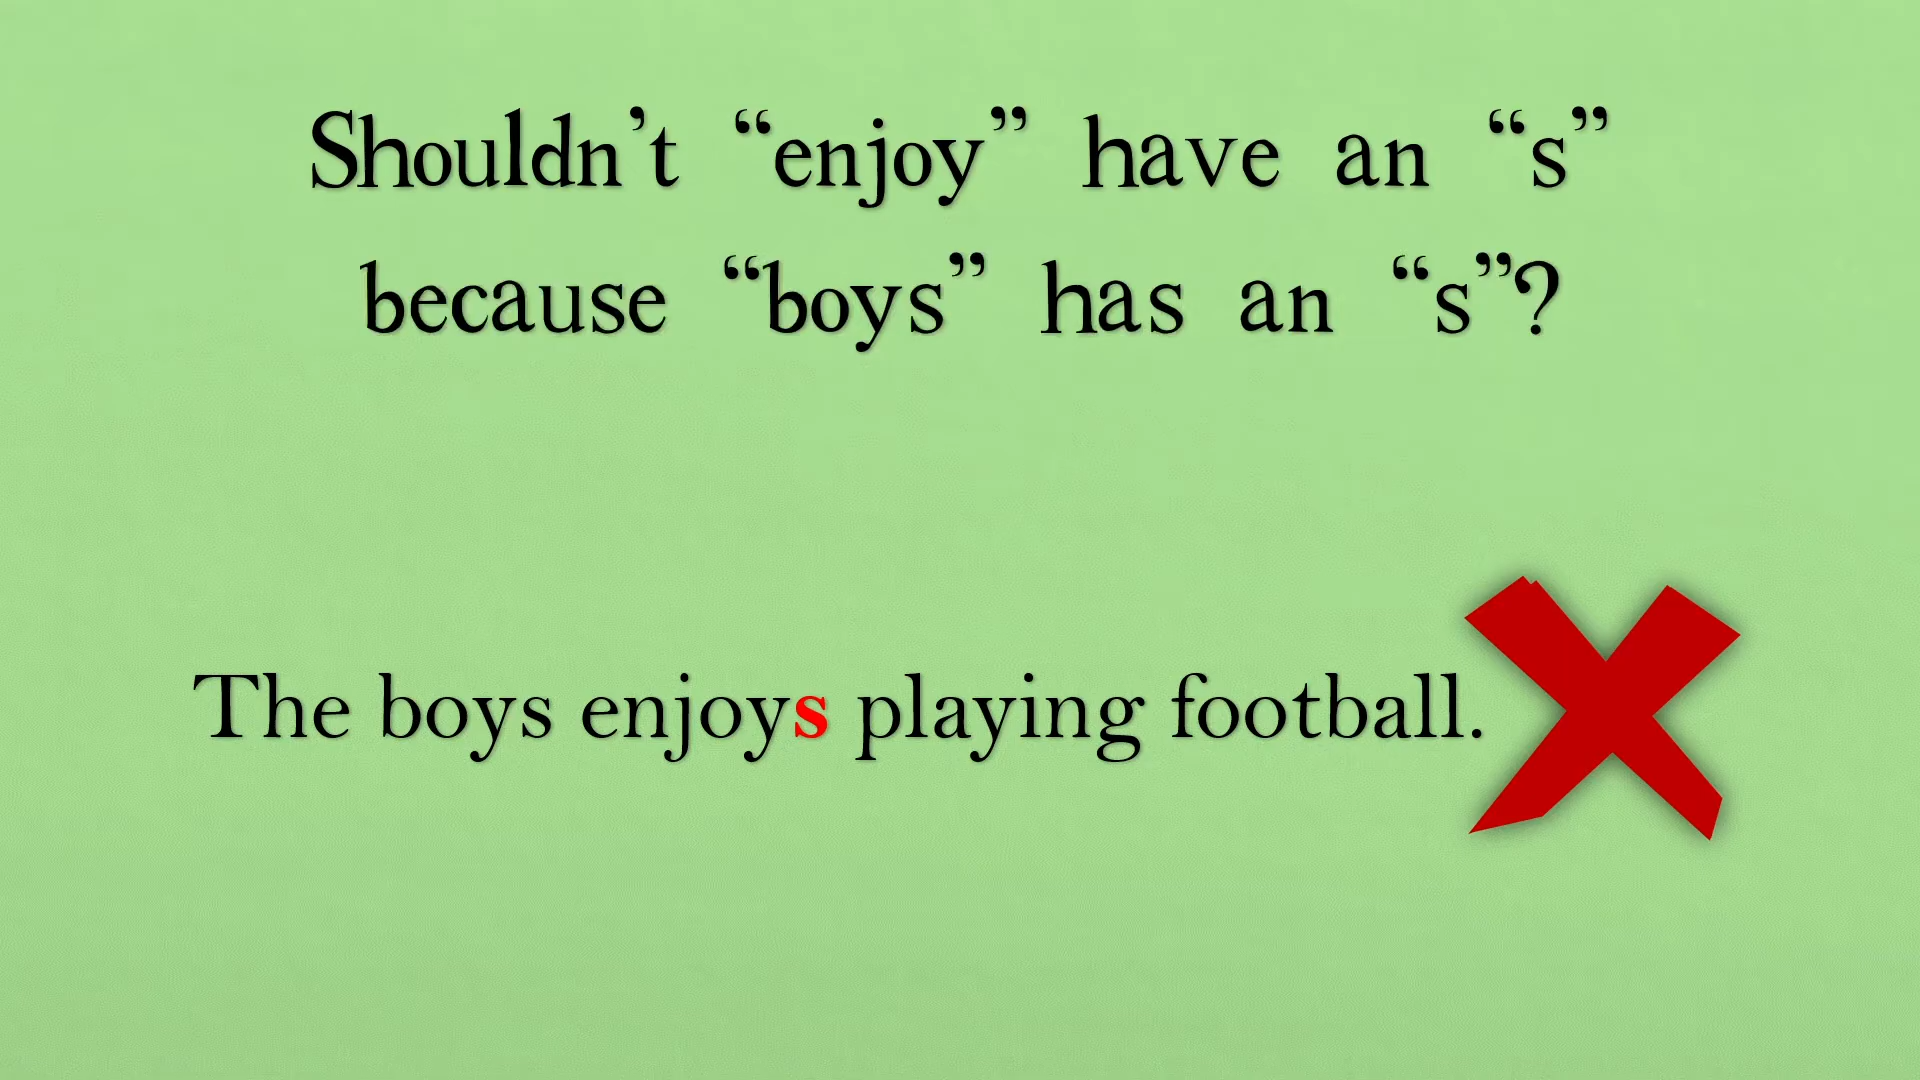 Shouldn’t “enjoy” have an “s”
because “boys” has an “s”?
The boys enjoys playing football.